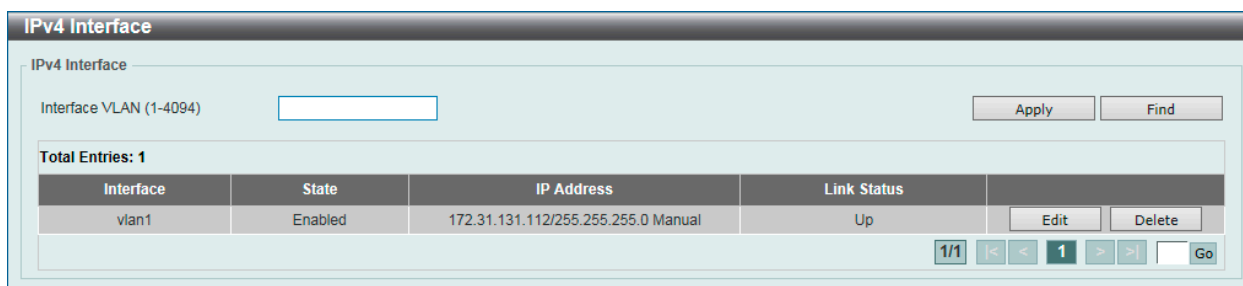 IPv4 Interface
IPv4 Interface
Interface VLAN (1-4094) Apply Find
Total Entries: 1
Interface State IP Address Link Status
vlan1 Enabled 172.31.131.112/255.255.255.0 Manual Up Edit Delete
1/1 |< < 1 > >| Go